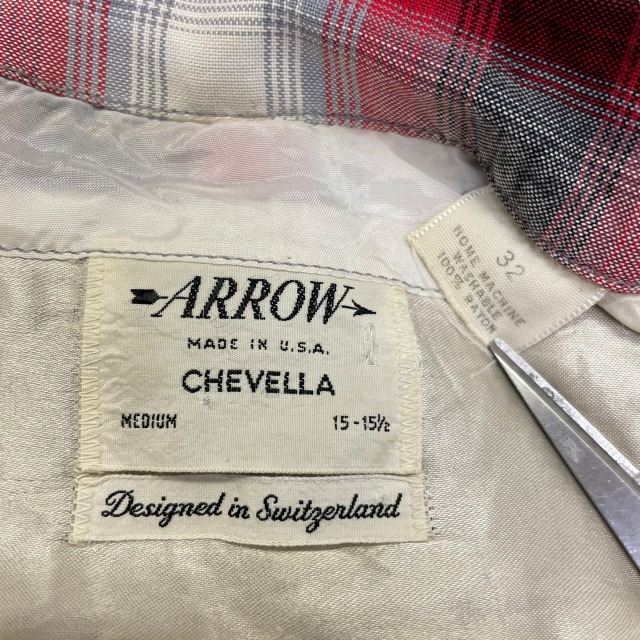 ARROW
MADE IN U.S.A.
CHEVELLA
MEDIUM 15-15½
Designed in Switzerland
32
HOME MACHINE
WASHABLE
100% RAYON